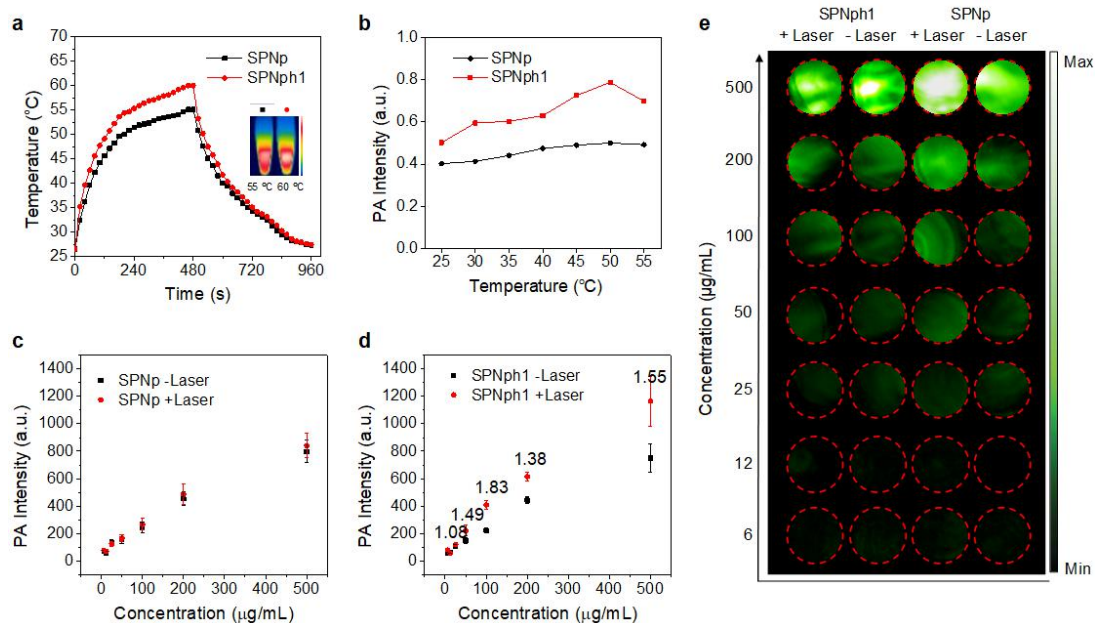 a
Temperature (°C)
70
65
60
55
50
45
40
35
30
25
SPNp
SPNph1
55 ºC 60 ºC
0 240 480 720 960
Time (s)
b
PA Intensity (a.u.)
1.0
0.8
0.6
0.4
0.2
0.0
SPNp
SPNph1
25 30 35 40 45 50 55
Temperature (°C)
c
PA Intensity (a.u.)
1400
1200
1000
800
600
400
200
0
SPNp -Laser
SPNp +Laser
0 100 200 300 400 500
Concentration (μg/mL)
d
PA Intensity (a.u.)
1400
1200
1000
800
600
400
200
0
SPNph1 -Laser
SPNph1 +Laser
1.08
1.49
1.83
1.38
1.55
0 100 200 300 400 500
Concentration (μg/mL)
e
SPNph1 SPNp
+ Laser - Laser + Laser - Laser
Concentration (μg/mL)
500
200
100
50
25
12
6
Max
Min